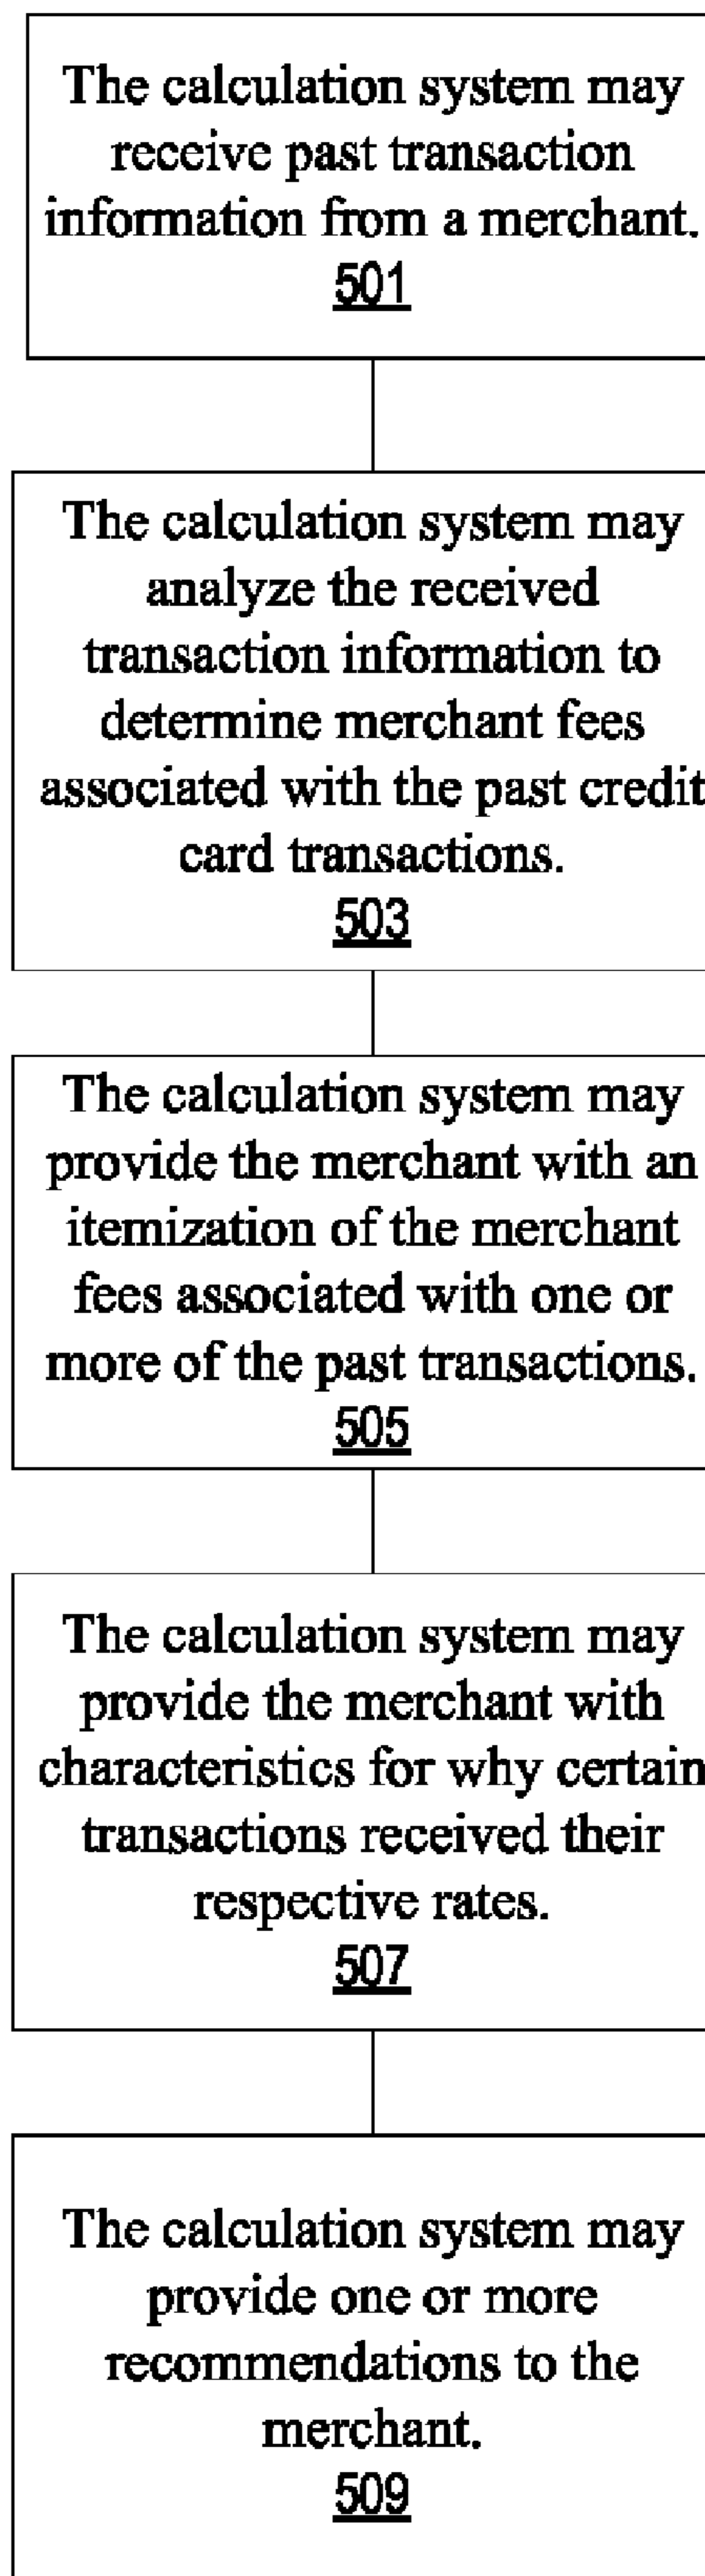 The calculation system may
receive past transaction
information from a merchant.
501
The calculation system may
analyze the received
transaction information to
determine merchant fees
associated with the past credit
card transactions.
503
The calculation system may
provide the merchant with an
itemization of the merchant
fees associated with one or
more of the past transactions.
505
The calculation system may
provide the merchant with
characteristics for why certain
transactions received their
respective rates.
507
The calculation system may
provide one or more
recommendations to the
merchant.
509